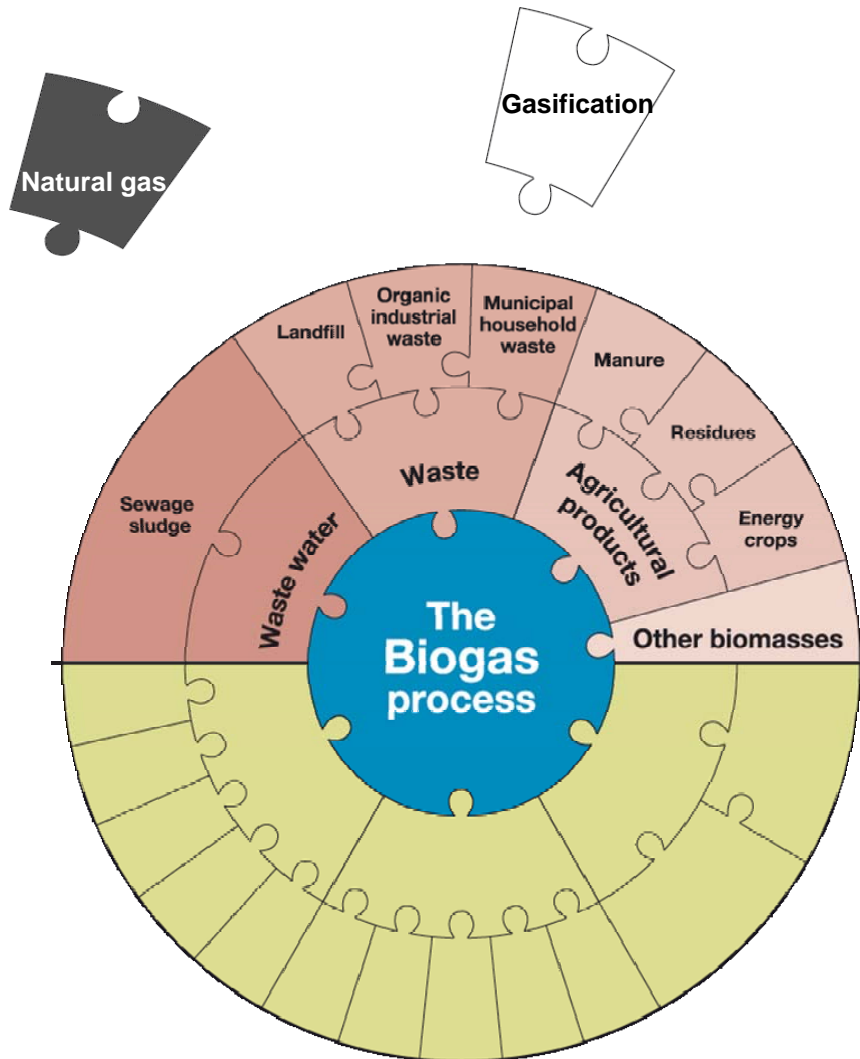 Gasification
Natural gas
Landfill
Organic
industrial
waste
Municipal
household
waste
Manure
Residues
Energy
crops
Sewage
sludge
Waste water
Waste
Agricultural
products
Other biomasses
The
Biogas
process